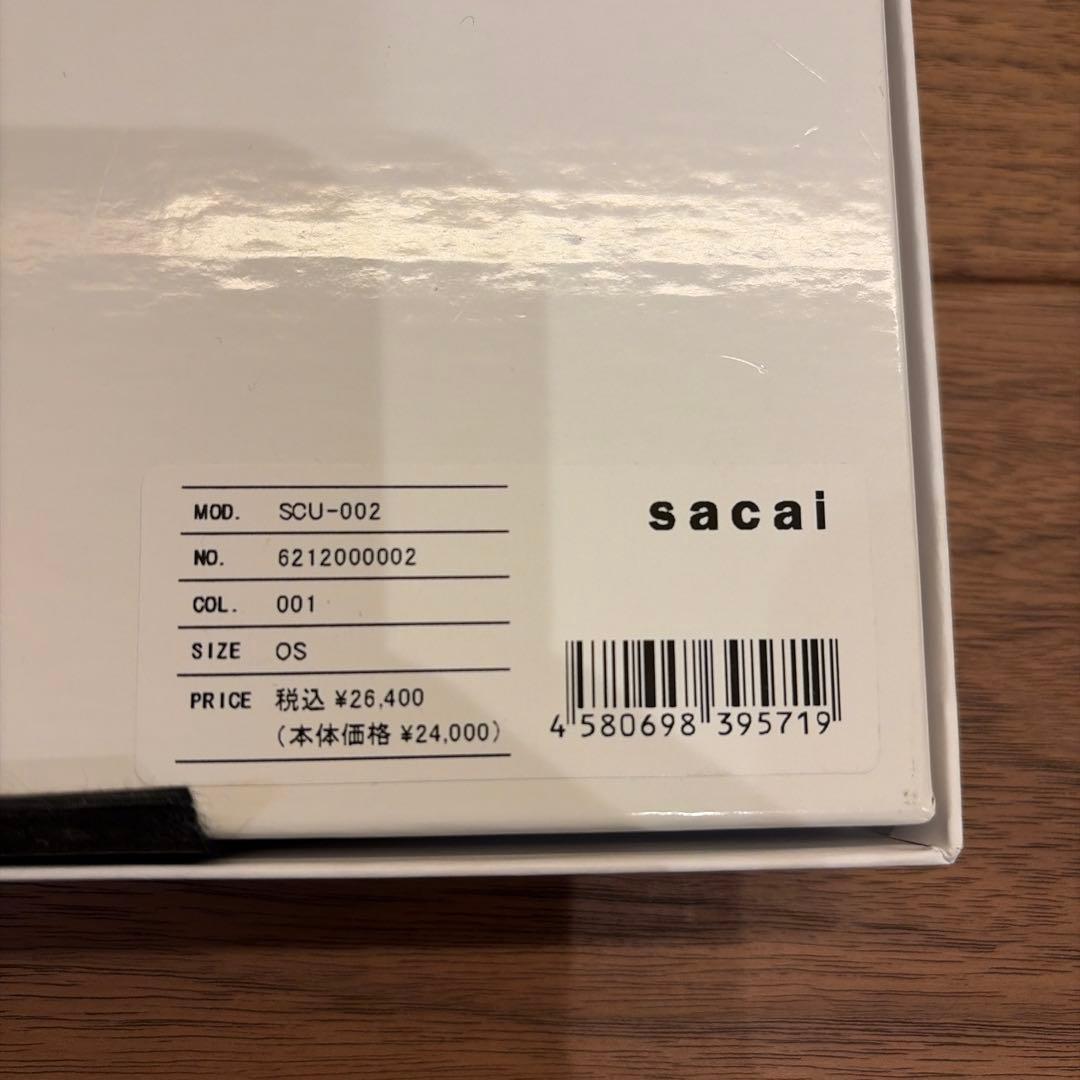 MOD. SCU-002
sacai
NO. 6212000002
COL. 001
SIZE OS
PRICE 税込 ¥26,400
(本体価格 ¥24,000)
4 580698 395719